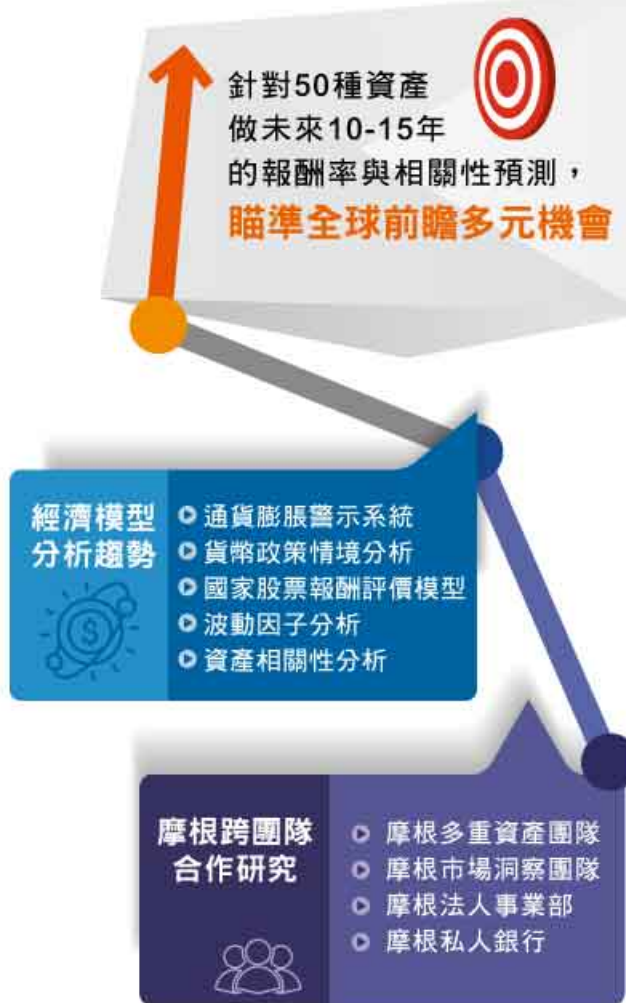 針對50種資產
做未來10-15年
的報酬率與相關性預測，
瞄準全球前瞻多元機會
經濟模型
分析趨勢
通貨膨脹警示系統
貨幣政策情境分析
國家股票報酬評價模型
波動因子分析
資產相關性分析
摩根跨團隊
合作研究
摩根多重資產團隊
摩根市場洞察團隊
摩根法人事業部
摩根私人銀行